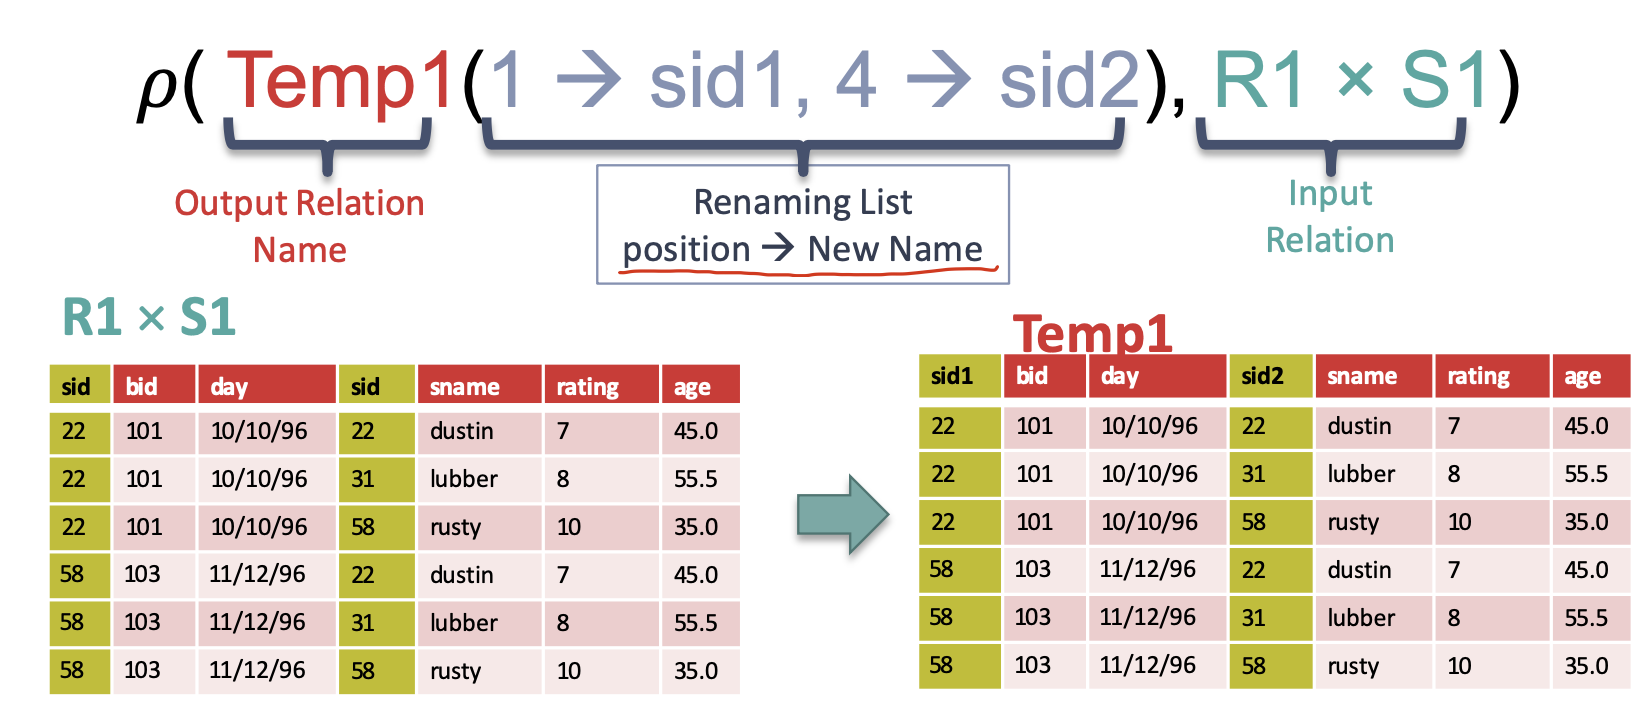 ρ( Temp1(1 → sid1, 4 → sid2), R1 × S1)
Output Relation
Name
Renaming List
position → New Name
Input
Relation
R1 × S1
sid bid day sid sname rating age
22 101 10/10/96 22 dustin 7 45.0
22 101 10/10/96 31 lubber 8 55.5
22 101 10/10/96 58 rusty 10 35.0
58 103 11/12/96 22 dustin 7 45.0
58 103 11/12/96 31 lubber 8 55.5
58 103 11/12/96 58 rusty 10 35.0
Temp1
sid1 bid day sid2 sname rating age
22 101 10/10/96 22 dustin 7 45.0
22 101 10/10/96 31 lubber 8 55.5
22 101 10/10/96 58 rusty 10 35.0
58 103 11/12/96 22 dustin 7 45.0
58 103 11/12/96 31 lubber 8 55.5
58 103 11/12/96 58 rusty 10 35.0